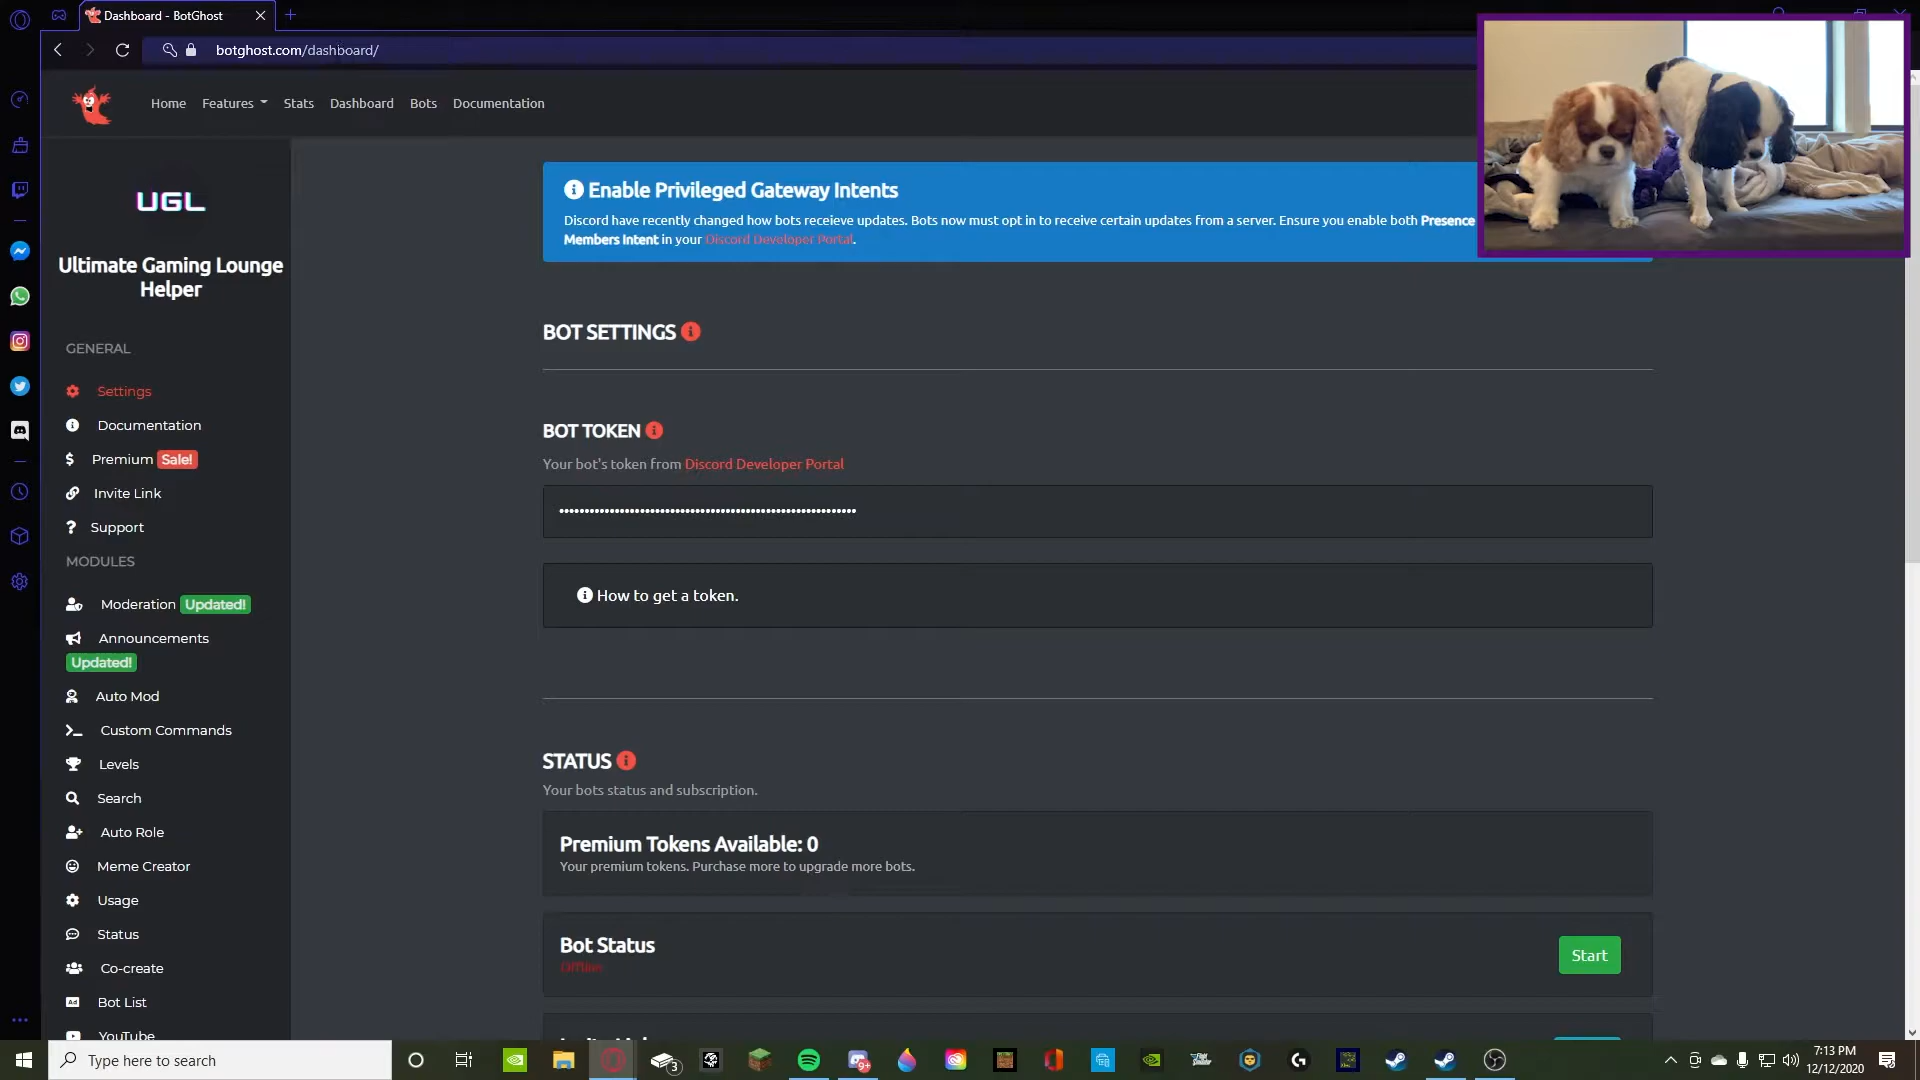 Dashboard - BotGhost
botghost.com/dashboard/
Home Features Stats Dashboard Bots Documentation
UGL
Ultimate Gaming Lounge
Helper
GENERAL
Settings
Documentation
Premium Sale!
Invite Link
Support
MODULES
Moderation Updated!
Announcements
Updated!
Auto Mod
Custom Commands
Levels
Search
Auto Role
Meme Creator
Usage
Status
Co-create
Bot List
YouTube
Enable Privileged Gateway Intents
Discord have recently changed how bots receieve updates. Bots now must opt in to receive certain updates from a server. Ensure you enable both Presence
Members Intent in your Discord Developer Portal.
BOT SETTINGS
BOT TOKEN
Your bot's token from Discord Developer Portal
How to get a token.
STATUS
Your bots status and subscription.
Premium Tokens Available: 0
Your premium tokens. Purchase more to upgrade more bots.
Bot Status
Offline
Start
Type here to search
3
9+
7:13 PM
12/12/2020